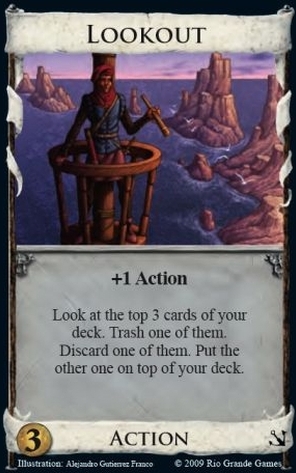 LOOKOUT
+1 Action
Look at the top 3 cards of your
deck. Trash one of them.
Discard one of them. Put the
other one on top of your deck.
3
ACTION
Illustration: Alejandro Gutierrez Franco © 2009 Rio Grande Games